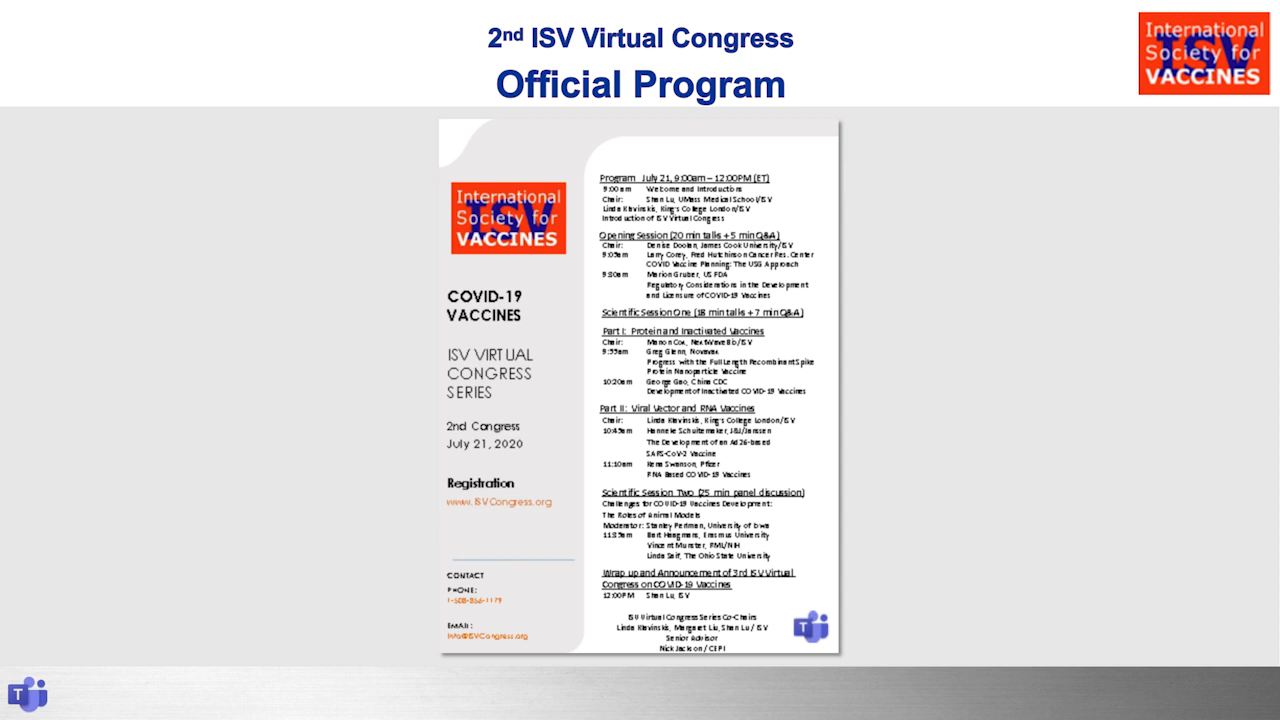 2nd ISV Virtual Congress
Official Program
International
Society for
VACCINES
ISV
International
Society for
VACCINES
ISV
COVID-19
VACCINES
ISV VIRTUAL
CONGRESS
SERIES
2nd Congress
July 21, 2020
Registration
www.ISVCongress.org
CONTACT
PHONE:
EMAIL:
Info@ISVCongress.org
Program July 21, 9:00am – 12:00PM (ET)
9:00am Welcome and Introductions
Chair: Shan Lu, UMass Medical School/ISV
Linda Klavinskis, King's College London/ISV
Introduction of ISV Virtual Congress
Opening Session (20 min talks + 5 min Q&A)
Chair: Denise Doolan, James Cook University/ISV
9:05am Larry Corey, Fred Hutchinson Cancer Res. Center
COVID Vaccine Planning: The USG Approach
9:30am Marion Gruber, US FDA
Regulatory Considerations in the Development
and Licensure of COVID-19 Vaccines
Scientific Session One (18 min talks + 7 min Q&A)
Part I: Protein and Inactivated Vaccines
Chair: Manon Cox, NextWaveBio/ISV
9:55am Greg Glenn, Novavax
Progress with the Full Length Recombinant Spike
Protein Nanoparticle Vaccine
10:20am George Gao, China CDC
Development of Inactivated COVID-19 Vaccines
Part II: Viral Vector and RNA Vaccines
Chair: Linda Klavinskis, King's College London/ISV
10:45am Hanneke Schuitemaker, J&J/Janssen
The Development of an Ad26-based
SARS-CoV-2 Vaccine
11:10am Kena Swanson, Pfizer
RNA Based COVID-19 Vaccines
Scientific Session Two (25 min panel discussion)
Challenges for COVID-19 Vaccines Development:
The Roles of Animal Models
Moderator: Stanley Perlman, University of Iowa
11:35am Bart Haagmans, Erasmus University
Vincent Munster, RML/NIH
Linda Saif, The Ohio State University
Wrap up and Announcement of 3rd ISV Virtual
Congress on COVID-19 Vaccines
12:00PM Shan Lu, ISV
ISV Virtual Congress Series Co-Chairs
Linda Klavinskis, Margaret Liu, Shan Lu / ISV
Senior Advisor
Nick Jackson / CEPI
T
T